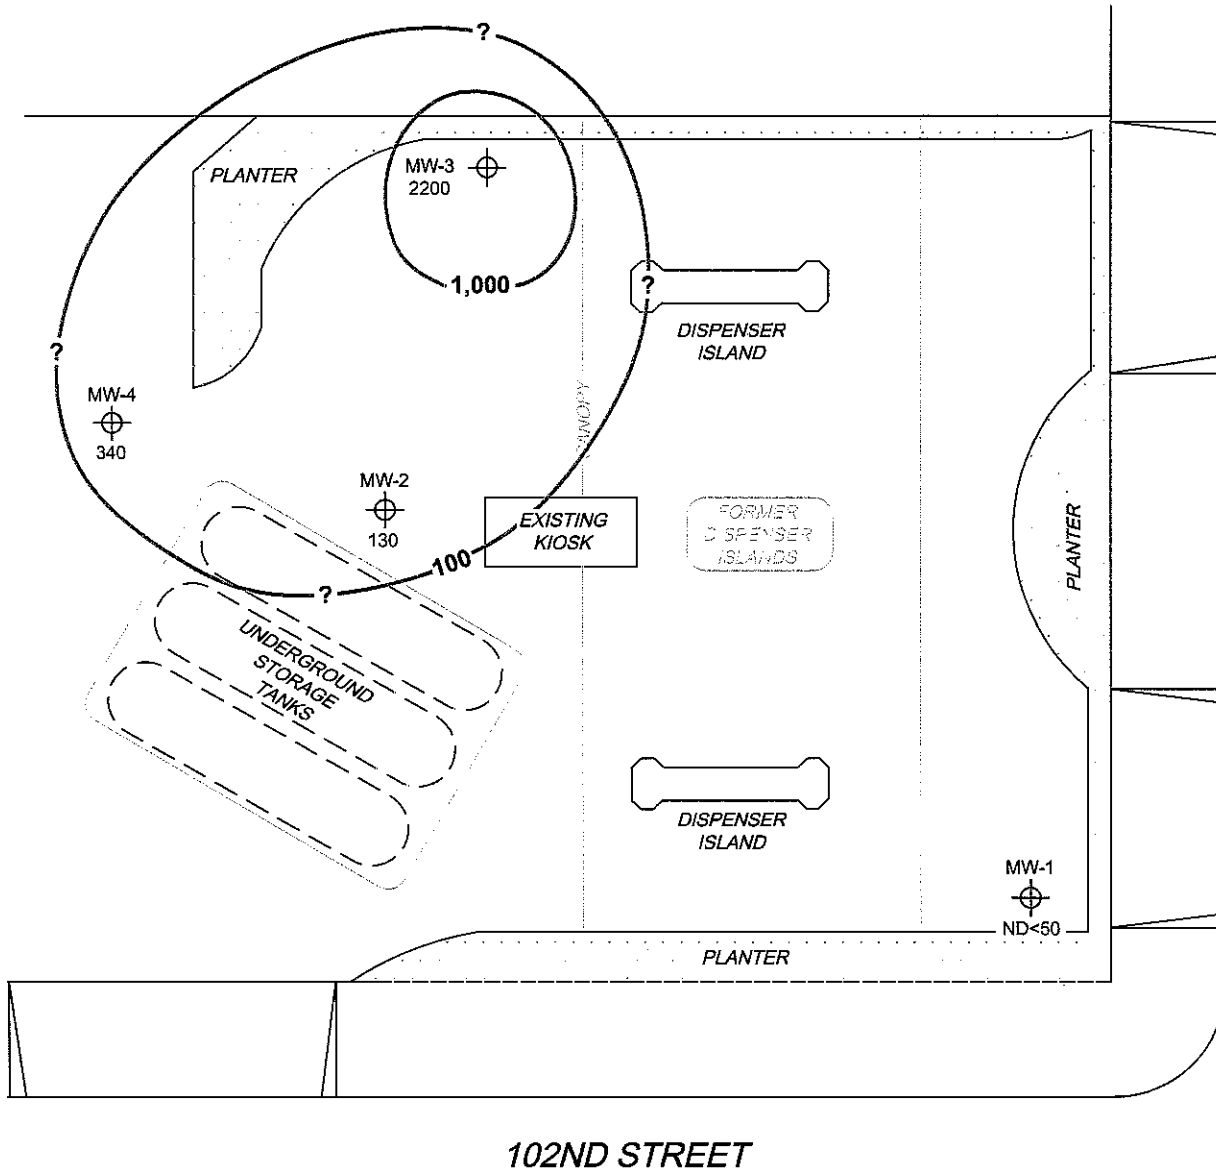 ?
MW-3
2200
PLANTER
1,000
?
DISPENSER
ISLAND
?
MW-4
340
MW-2
130
EXISTING
KIOSK
FORMER
DISPENSER
ISLANDS
PLANTER
100
?
UNDERGROUND
STORAGE
TANKS
DISPENSER
ISLAND
MW-1
ND<50
PLANTER
102ND STREET